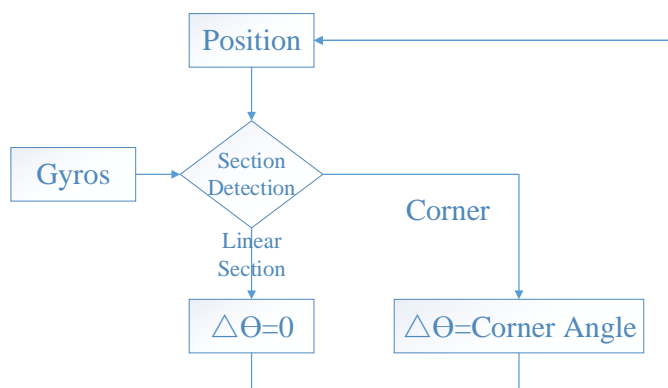 Position
Section
Detection
Gyros
Corner
Linear
Section
△Θ=0
△Θ=Corner Angle